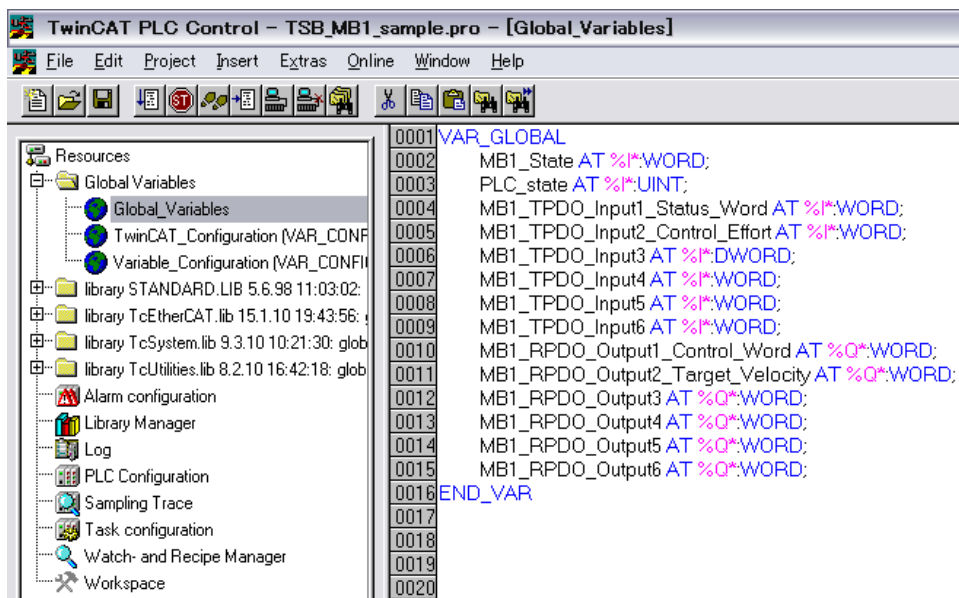 TwinCAT PLC Control - TSB_MB1_sample.pro - [Global_Variables]
File Edit Project Insert Extras Online Window Help
Resources
Global Variables
Global_Variables
TwinCAT_Configuration (VAR_CONF
Variable_Configuration (VAR_CONFI
library STANDARD.LIB 5.6.98 11:03:02:
library TcEtherCAT.lib 15.1.10 19:43:56:
library TcSystem.lib 9.3.10 10:21:30: glob
library TcUtilities.lib 8.2.10 16:42:18: glob
Alarm configuration
Library Manager
Log
PLC Configuration
Sampling Trace
Task configuration
Watch- and Recipe Manager
Workspace
0001 VAR_GLOBAL
0002 MB1_State AT %I*:WORD;
0003 PLC_state AT %I*:UINT;
0004 MB1_TPDO_Input1_Status_Word AT %I*:WORD;
0005 MB1_TPDO_Input2_Control_Effort AT %I*:WORD;
0006 MB1_TPDO_Input3 AT %I*:DWORD;
0007 MB1_TPDO_Input4 AT %I*:WORD;
0008 MB1_TPDO_Input5 AT %I*:WORD;
0009 MB1_TPDO_Input6 AT %I*:WORD;
0010 MB1_RPDO_Output1_Control_Word AT %Q*:WORD;
0011 MB1_RPDO_Output2_Target_Velocity AT %Q*:WORD;
0012 MB1_RPDO_Output3 AT %Q*:WORD;
0013 MB1_RPDO_Output4 AT %Q*:WORD;
0014 MB1_RPDO_Output5 AT %Q*:WORD;
0015 MB1_RPDO_Output6 AT %Q*:WORD;
0016 END_VAR
0017
0018
0019
0020